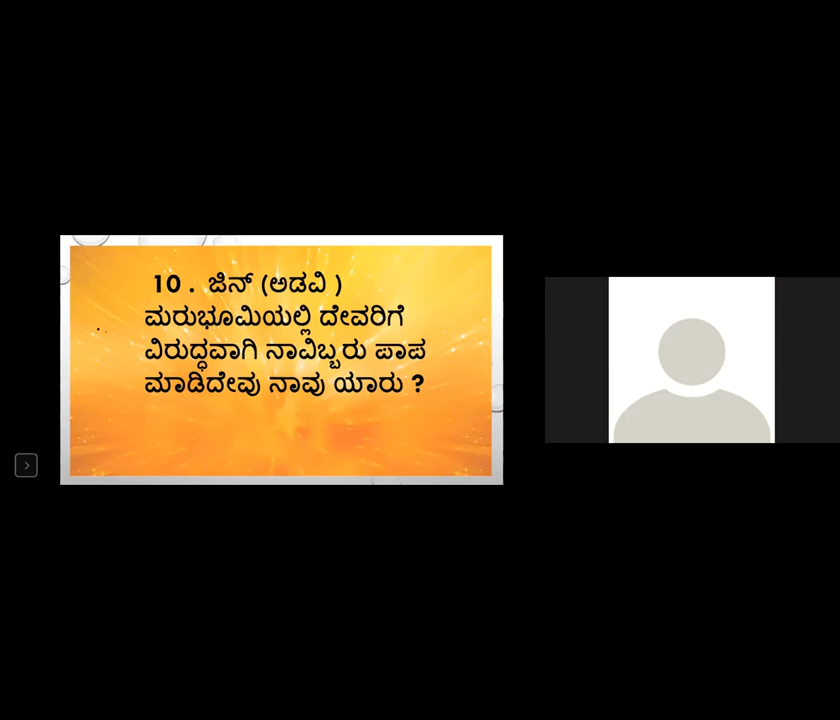 10 . ಜಿನ್ (ಅಡವಿ )
ಮರುಭೂಮಿಯಲ್ಲಿ ದೇವರಿಗೆ
ವಿರುದ್ಧವಾಗಿ ನಾವಿಬ್ಬರು ಪಾಪ
ಮಾಡಿದೇವು ನಾವು ಯಾರು ?